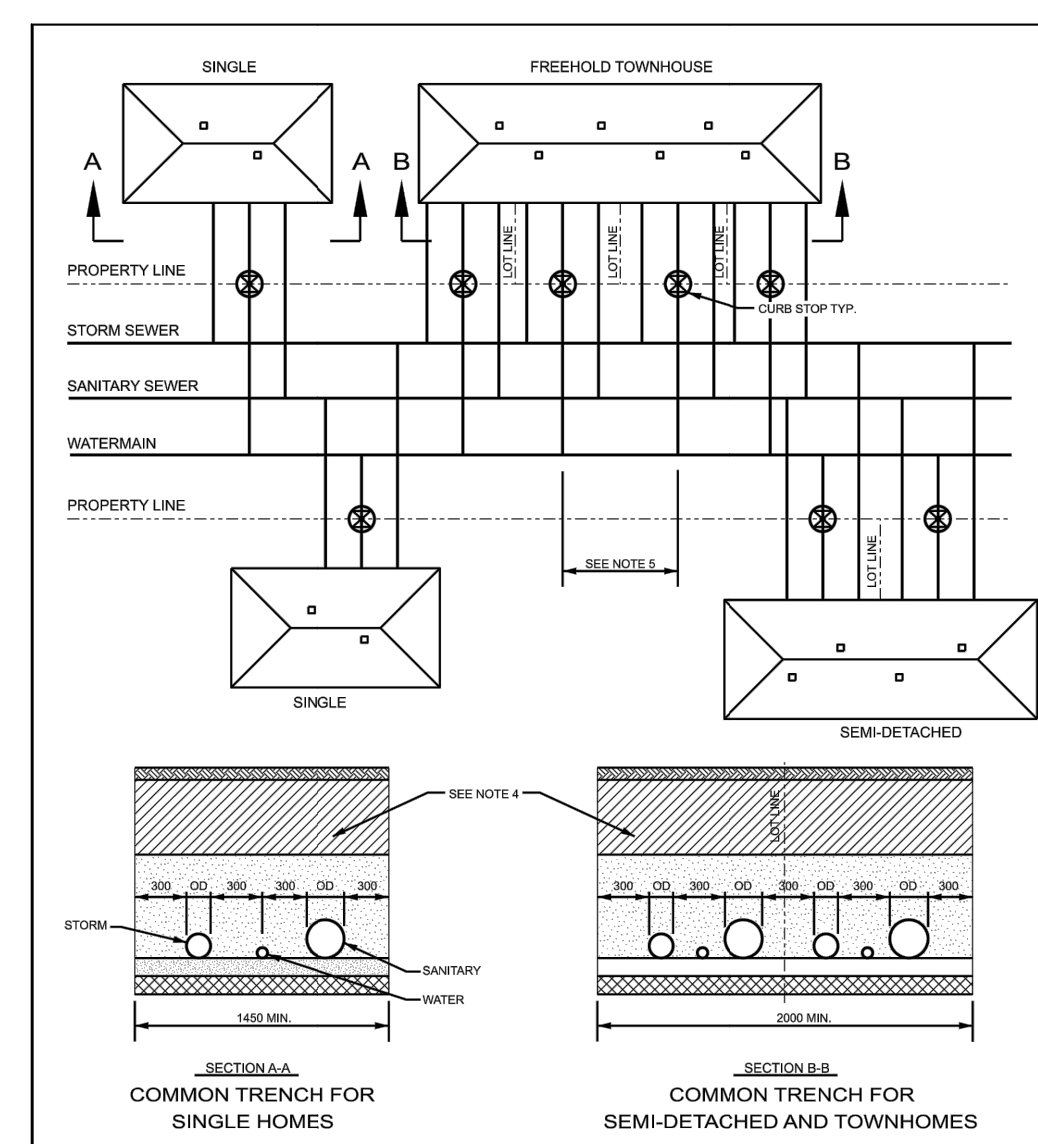 SINGLE
FREEHOLD TOWNHOUSE
A
A
B
B
LOT LINE
LOT LINE
LOT LINE
PROPERTY LINE
CURB STOP TYP.
STORM SEWER
SANITARY SEWER
WATERMAIN
PROPERTY LINE
LOT LINE
SEE NOTE 5
SINGLE
SEMI-DETACHED
SEE NOTE 4
LOT LINE
300 OD 300 300 OD 300
300 OD 300 OD 300 OD 300 OD 300
STORM
SANITARY
WATER
1450 MIN.
2000 MIN.
SECTION A-A
COMMON TRENCH FOR
SINGLE HOMES
SECTION B-B
COMMON TRENCH FOR
SEMI-DETACHED AND TOWNHOMES